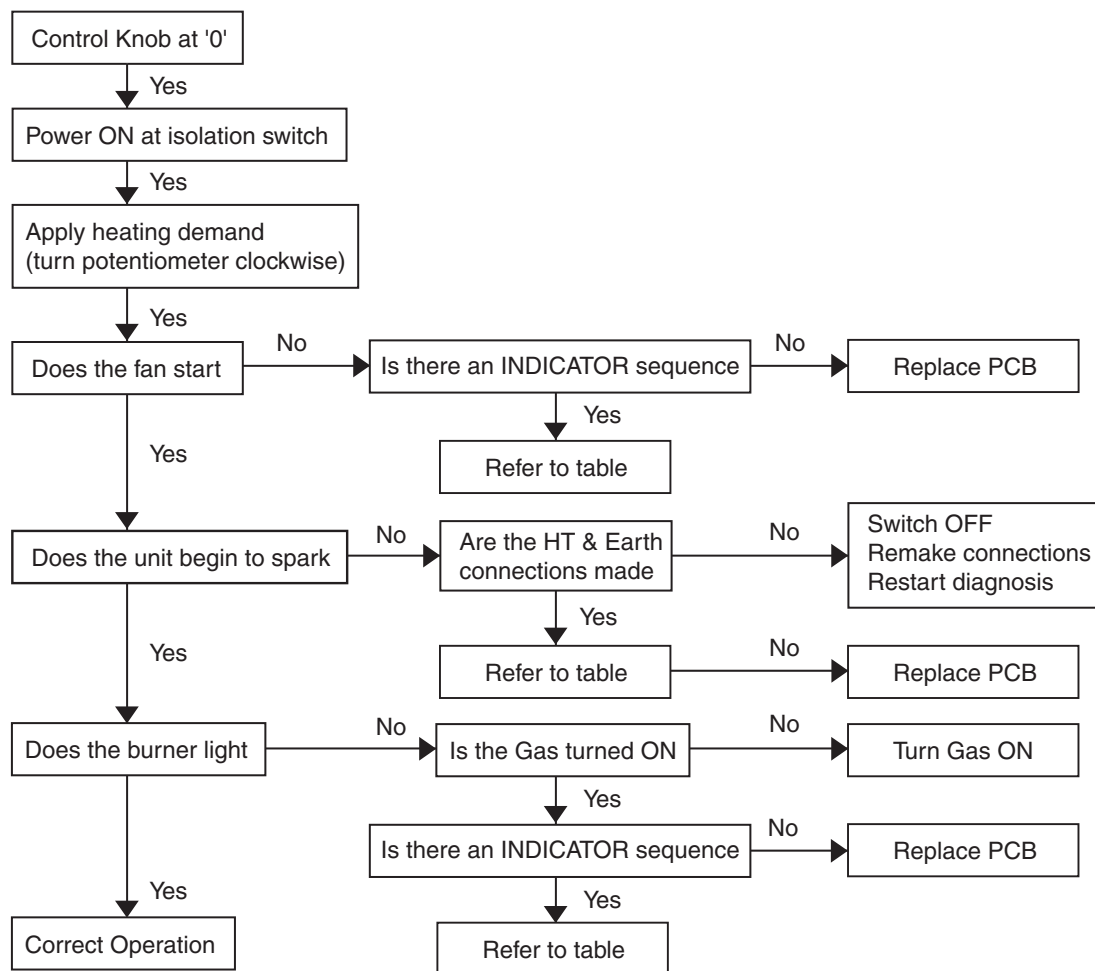 Control Knob at '0'
Yes
Power ON at isolation switch
Yes
Apply heating demand
(turn potentiometer clockwise)
Yes
Does the fan start
No
Is there an INDICATOR sequence
No
Replace PCB
Yes
Refer to table
Yes
Does the unit begin to spark
No
Are the HT & Earth
connections made
No
Switch OFF
Remake connections
Restart diagnosis
Yes
Refer to table
No
Replace PCB
Yes
Does the burner light
No
Is the Gas turned ON
No
Turn Gas ON
Yes
Is there an INDICATOR sequence
No
Replace PCB
Yes
Refer to table
Yes
Correct Operation